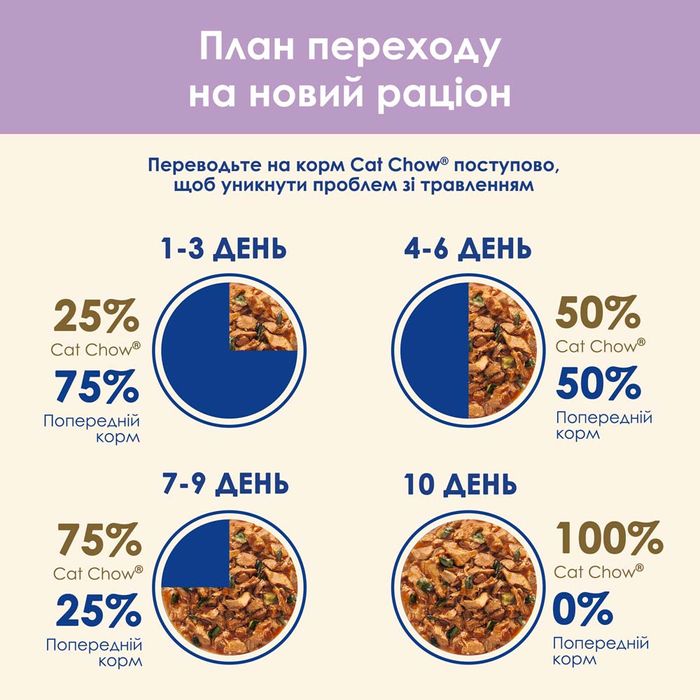 План переходу
на новий раціон
Переводьте на корм Cat Chow® поступово,
щоб уникнути проблем зі травленням
1-3 ДЕНЬ
25%
Cat Chow®
75%
Попередній
корм
4-6 ДЕНЬ
50%
Cat Chow®
50%
Попередній
корм
7-9 ДЕНЬ
75%
Cat Chow®
25%
Попередній
корм
10 ДЕНЬ
100%
Cat Chow®
0%
Попередній
корм